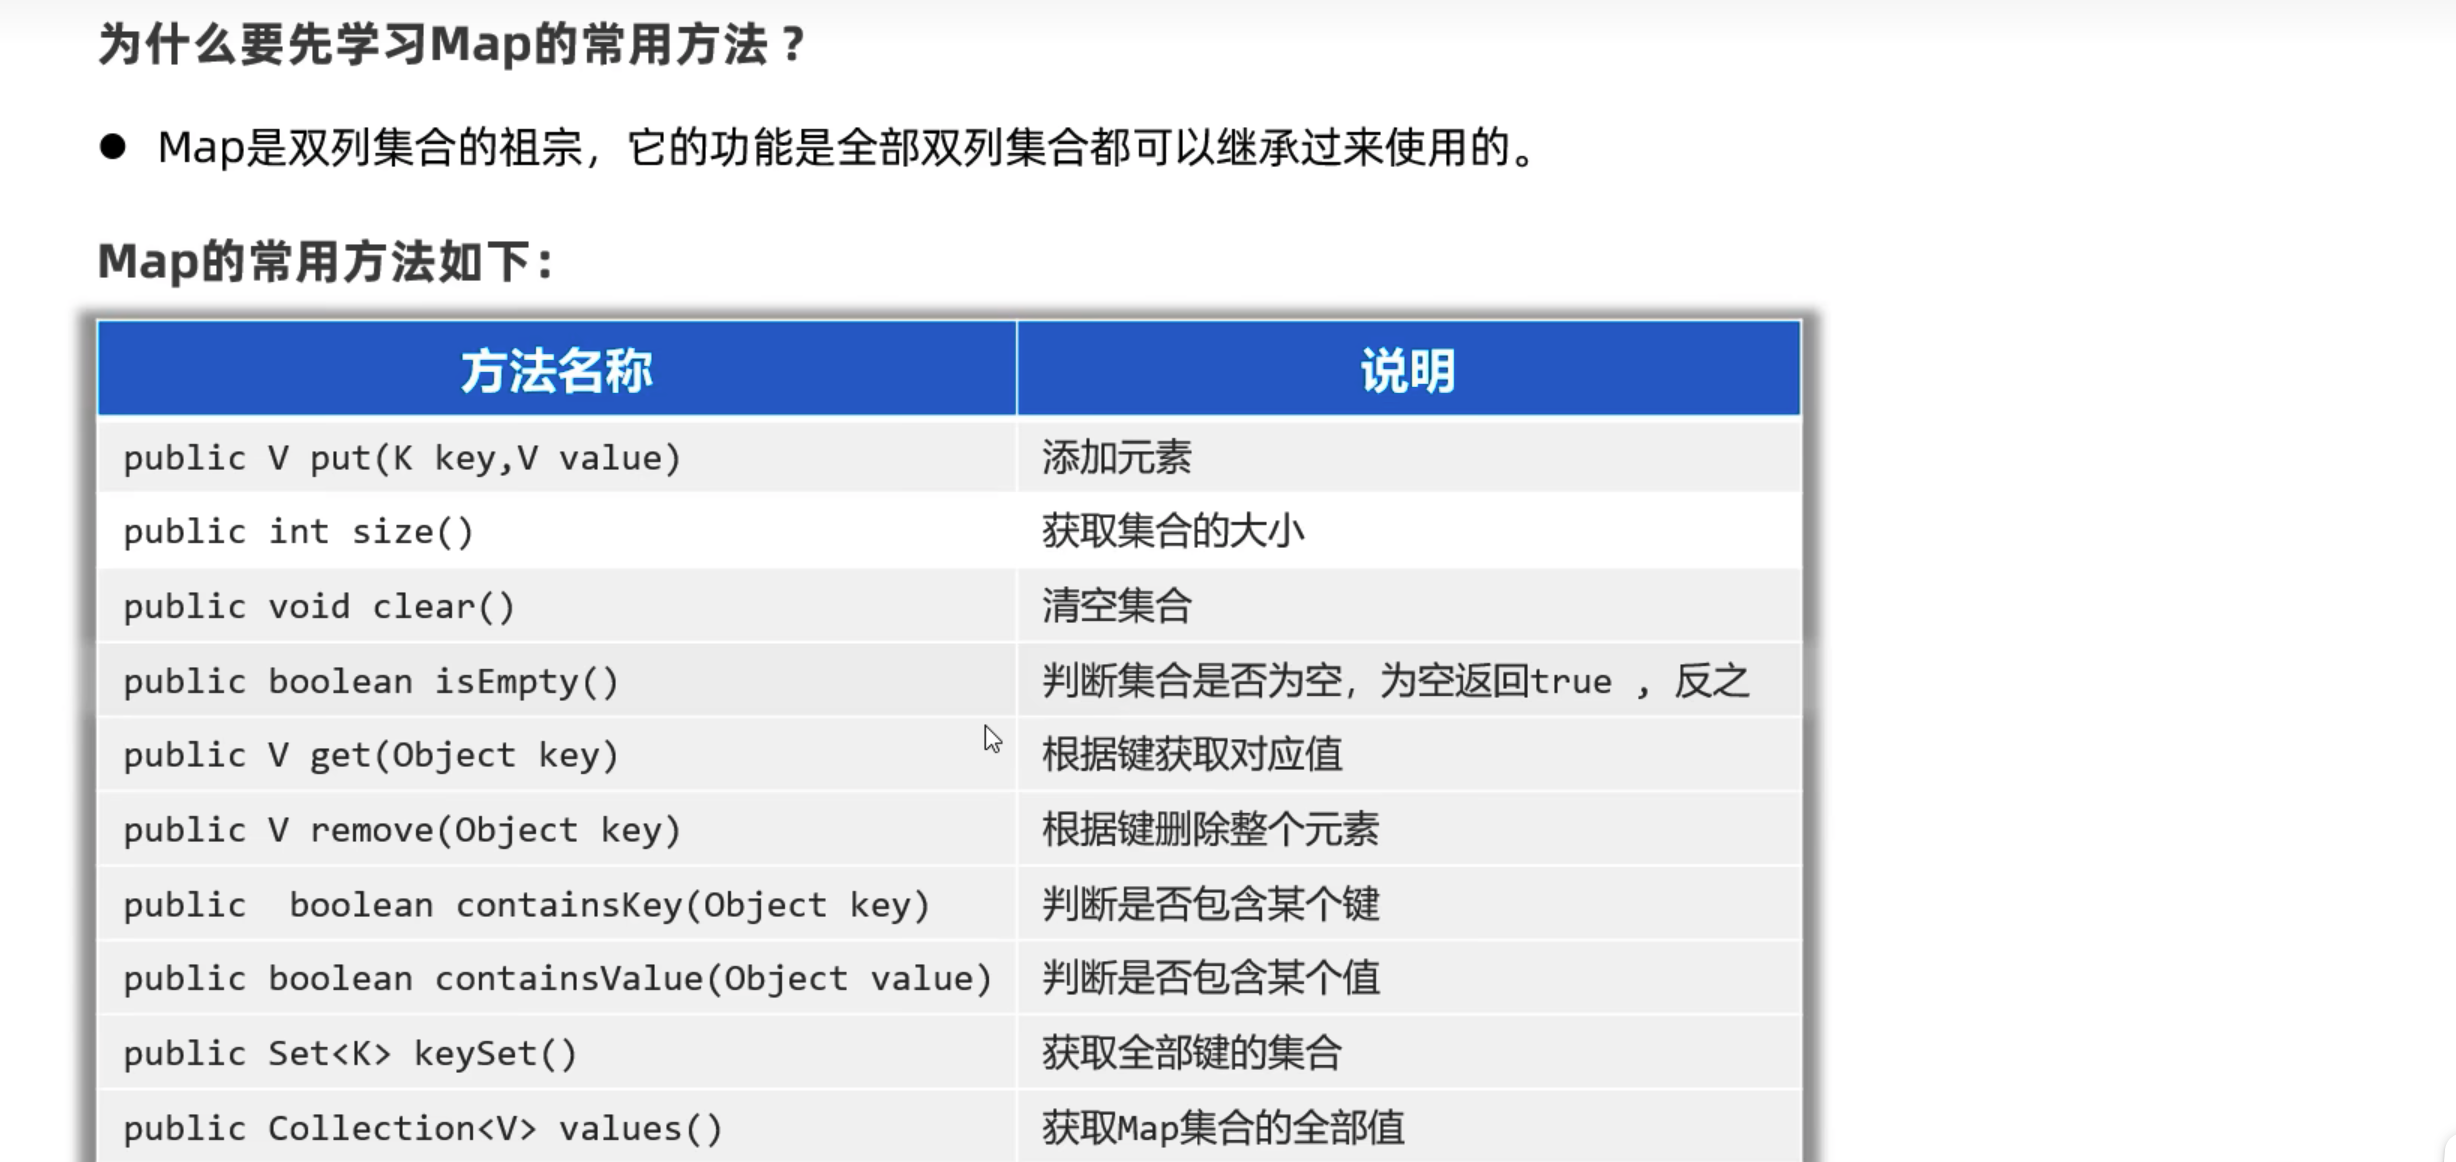 为什么要先学习Map的常用方法？
● Map是双列集合的祖宗，它的功能是全部双列集合都可以继承过来使用的。
Map的常用方法如下：
方法名称 说明
public V put(K key,V value) 添加元素
public int size() 获取集合的大小
public void clear() 清空集合
public boolean isEmpty() 判断集合是否为空，为空返回true ，反之
public V get(Object key) 根据键获取对应值
public V remove(Object key) 根据键删除整个元素
public  boolean containsKey(Object key) 判断是否包含某个键
public boolean containsValue(Object value) 判断是否包含某个值
public Set<K> keySet() 获取全部键的集合
public Collection<V> values() 获取Map集合的全部值